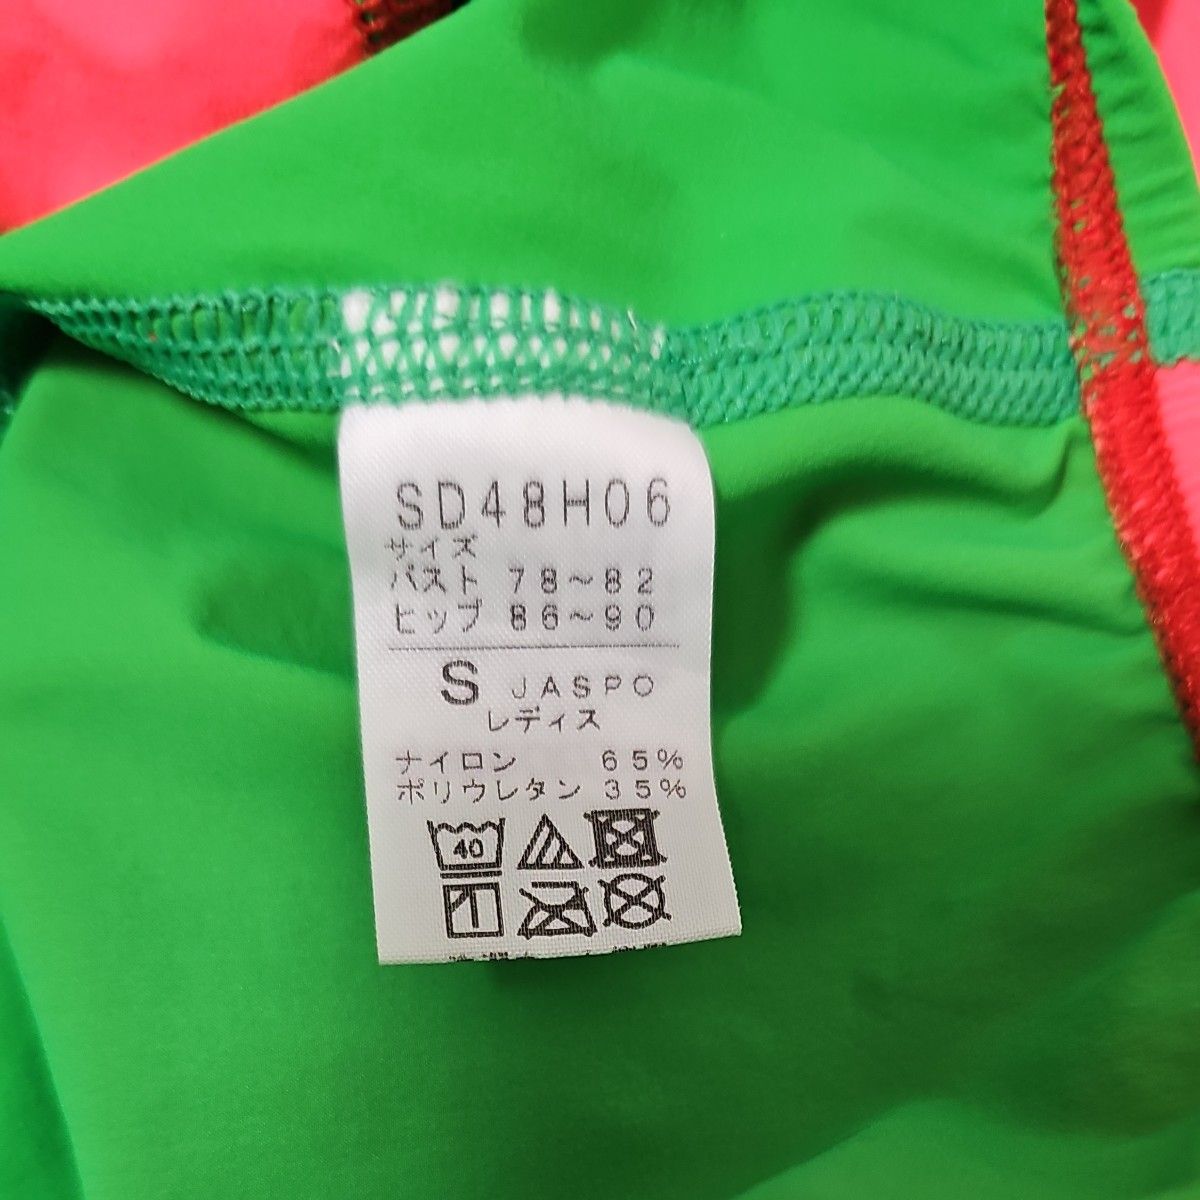 SD48H06
サイズ
バスト 78～82
ヒップ 86～90
S JASPO
レディス
ナイロン 65%
ポリウレタン 35%
40